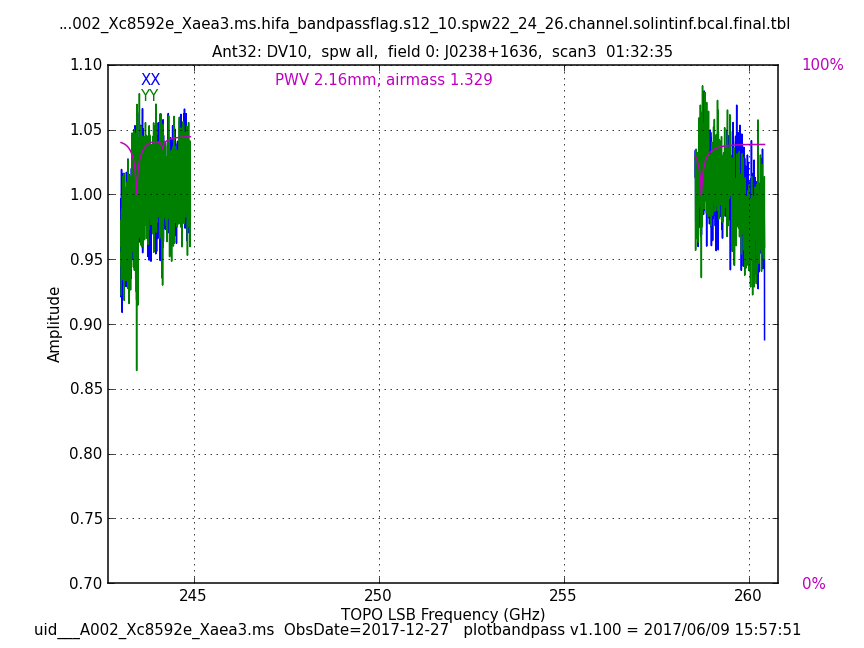 ...002_Xc8592e_Xaea3.ms.hifa_bandpassflag.s12_10.spw22_24_26.channel.solintinf.bcal.final.tbl
Ant32: DV10,  spw all,  field 0: J0238+1636,  scan3  01:32:35
1.10
100%
XX
PWV 2.16mm, airmass 1.329
YY
1.05
1.00
0.95
0.90
Amplitude
0.85
0.80
0.75
0.70
0%
245
250
255
260
TOPO LSB Frequency (GHz)
uid___A002_Xc8592e_Xaea3.ms  ObsDate=2017-12-27   plotbandpass v1.100 = 2017/06/09 15:57:51